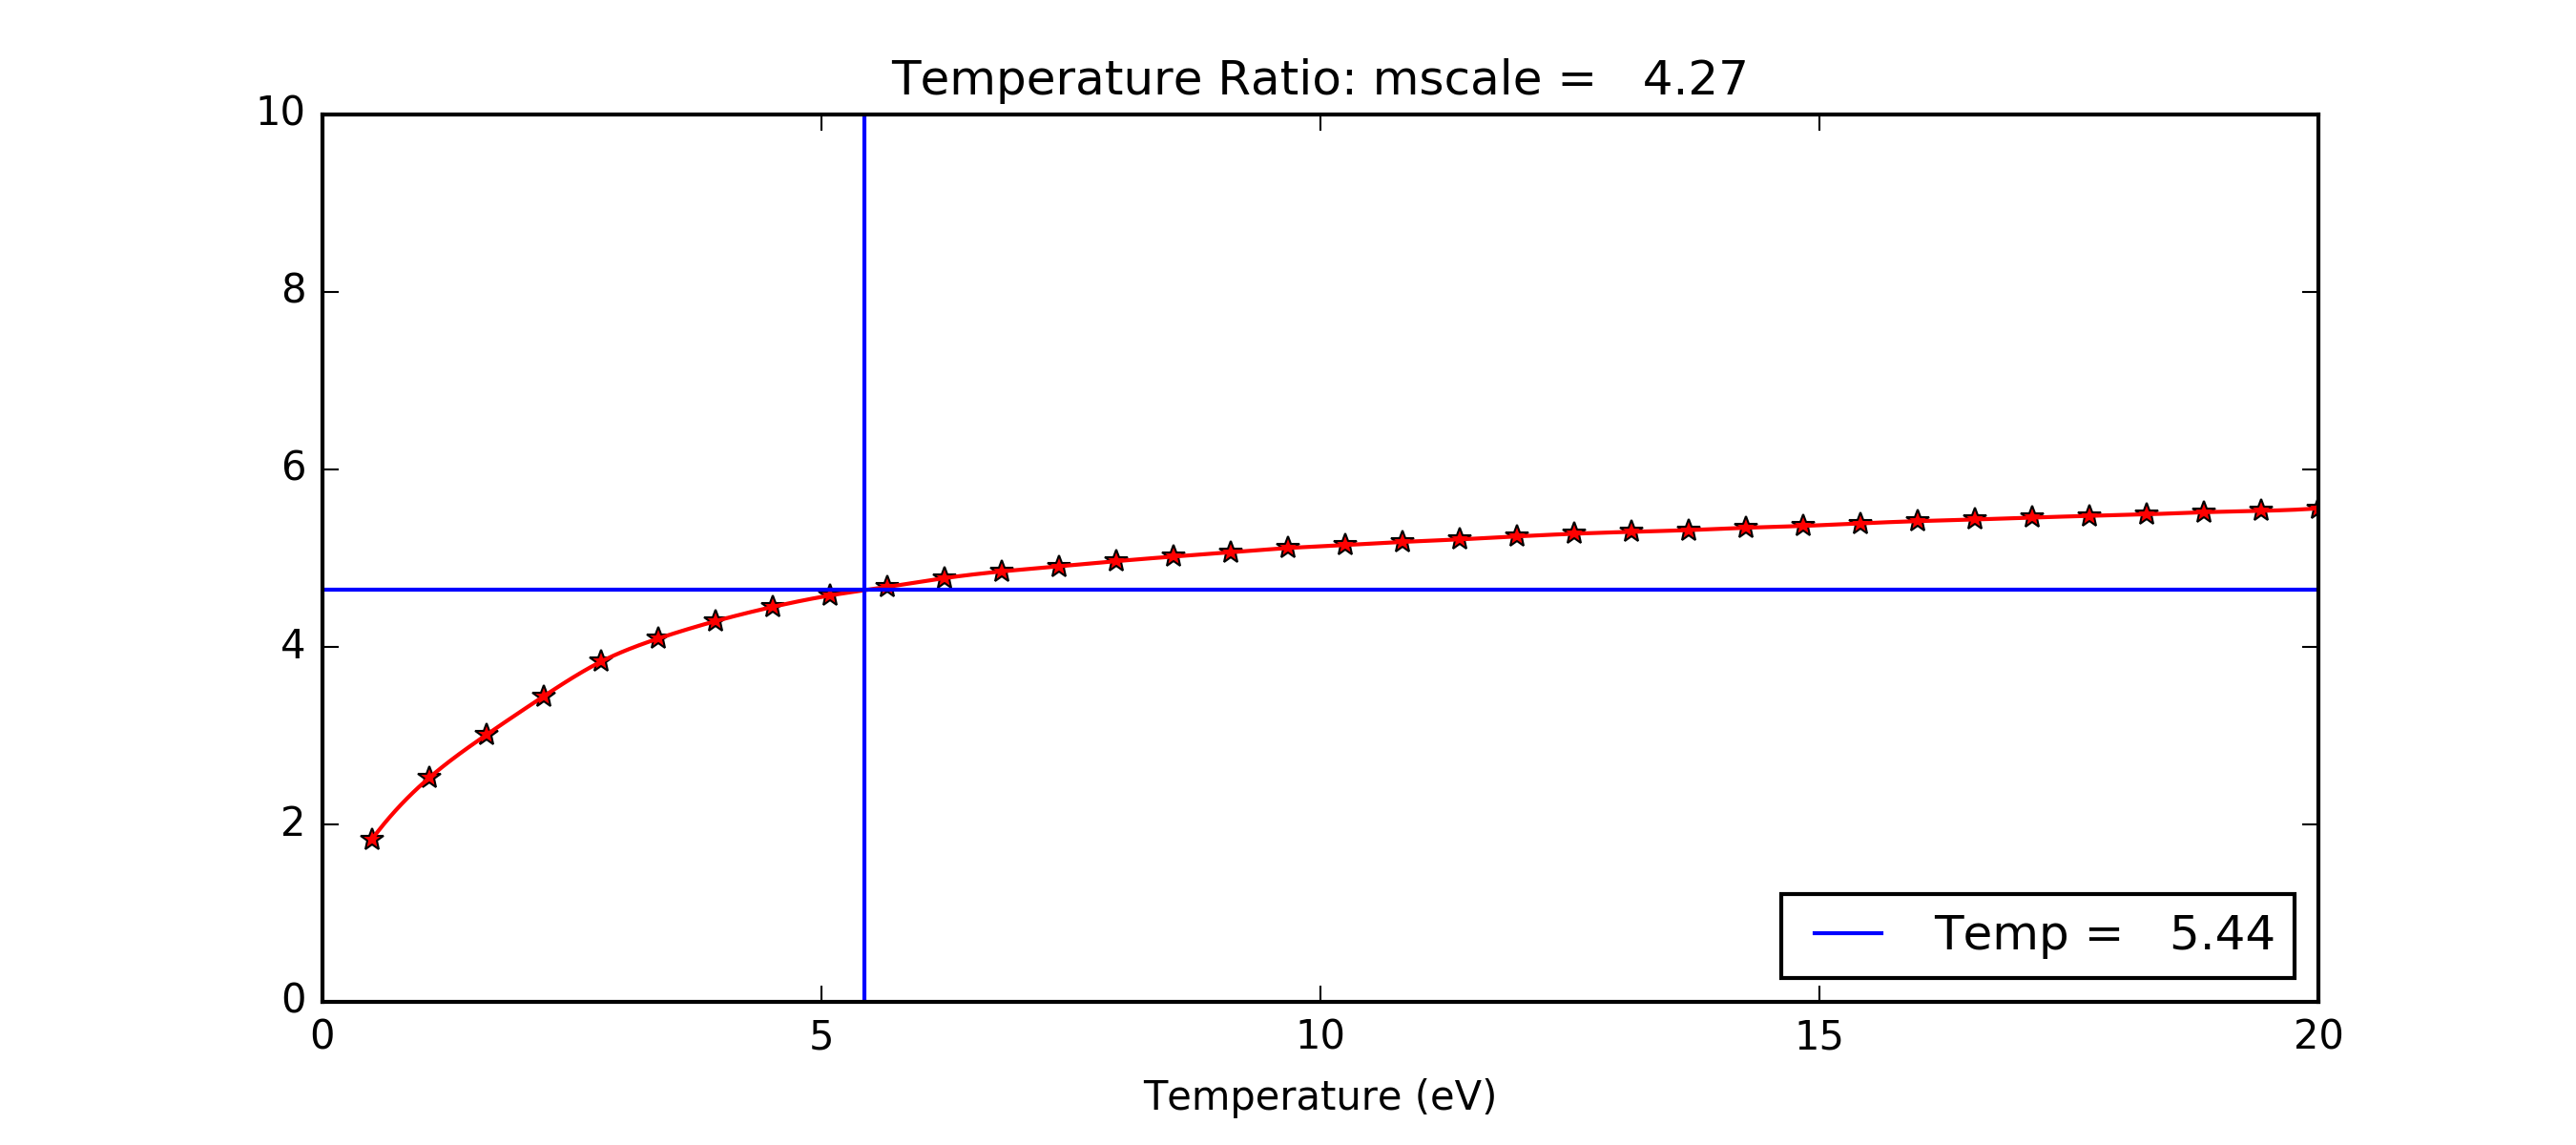 Temperature Ratio: mscale = 4.27
10
8
6
4
2
0
0 5 10 15 20
Temperature (eV)
Temp = 5.44